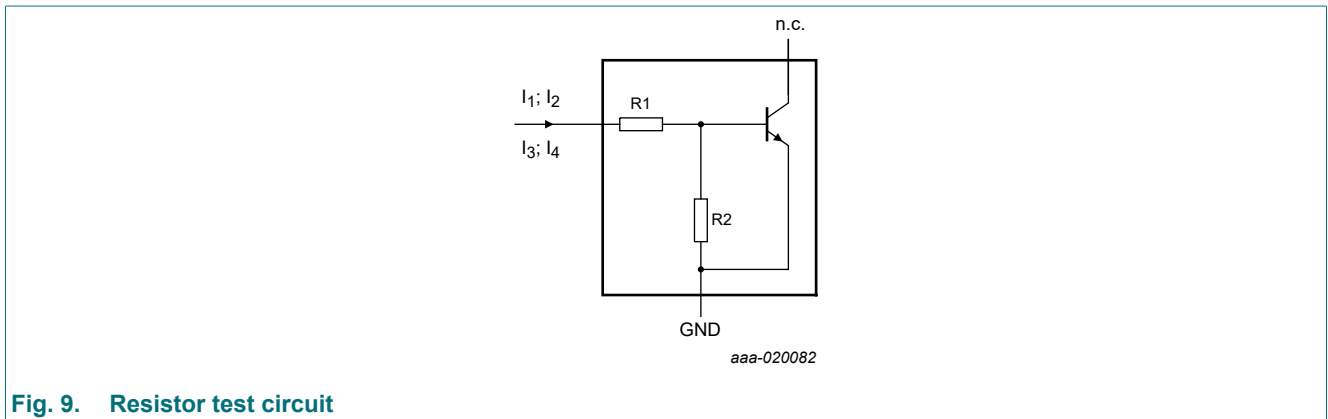 n.c.
I1; I2
R1
I3; I4
R2
GND
aaa-020082
Fig. 9. Resistor test circuit